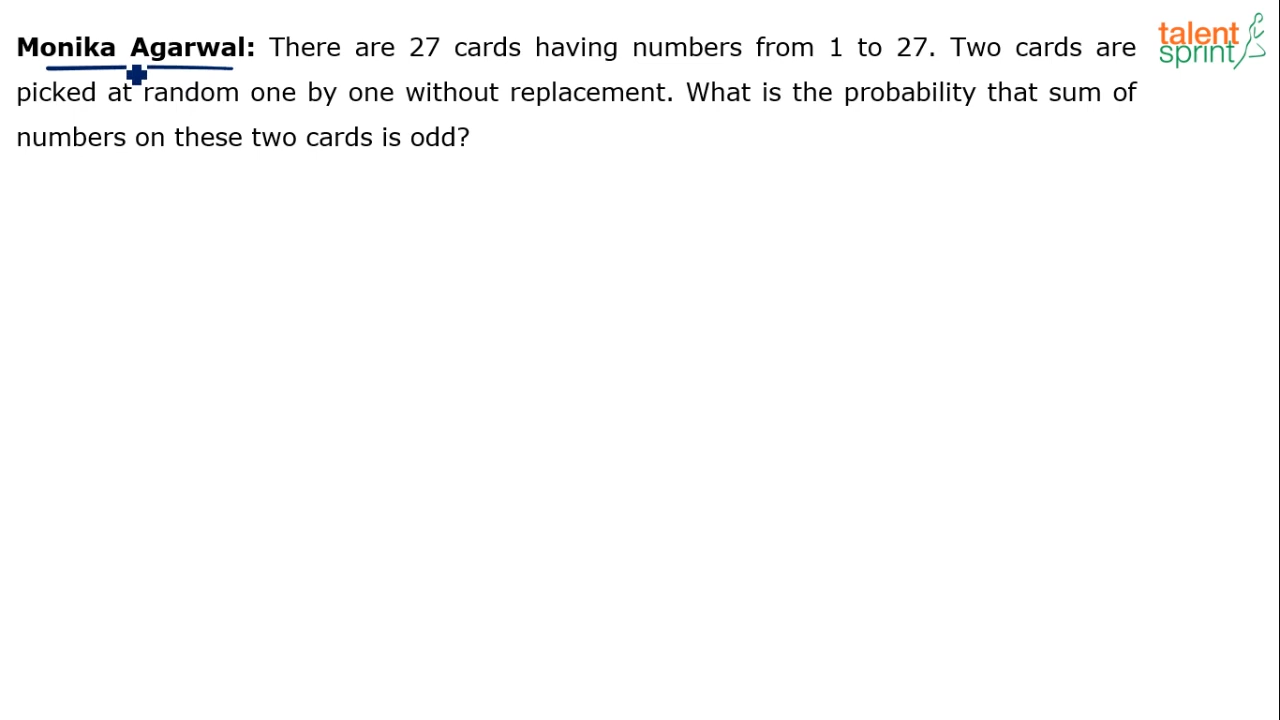 Monika Agarwal: There are 27 cards having numbers from 1 to 27. Two cards are
picked at random one by one without replacement. What is the probability that sum of
numbers on these two cards is odd?
talent
sprint